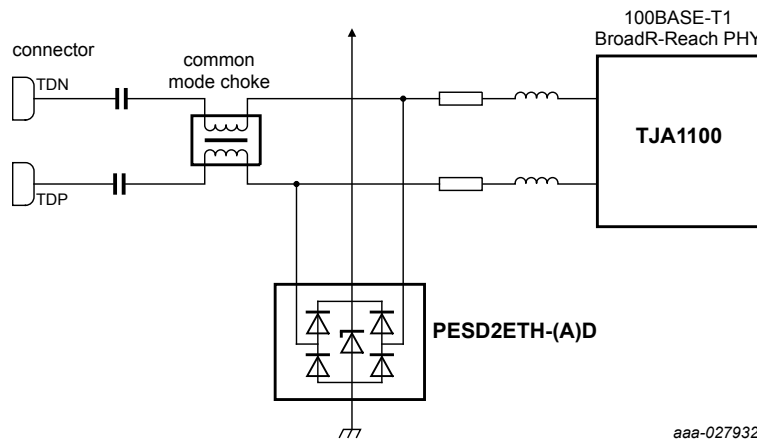 100BASE-T1
BroadR-Reach PHY
connector
common
mode choke
TDN
TJA1100
TDP
PESD2ETH-(A)D
aaa-027932